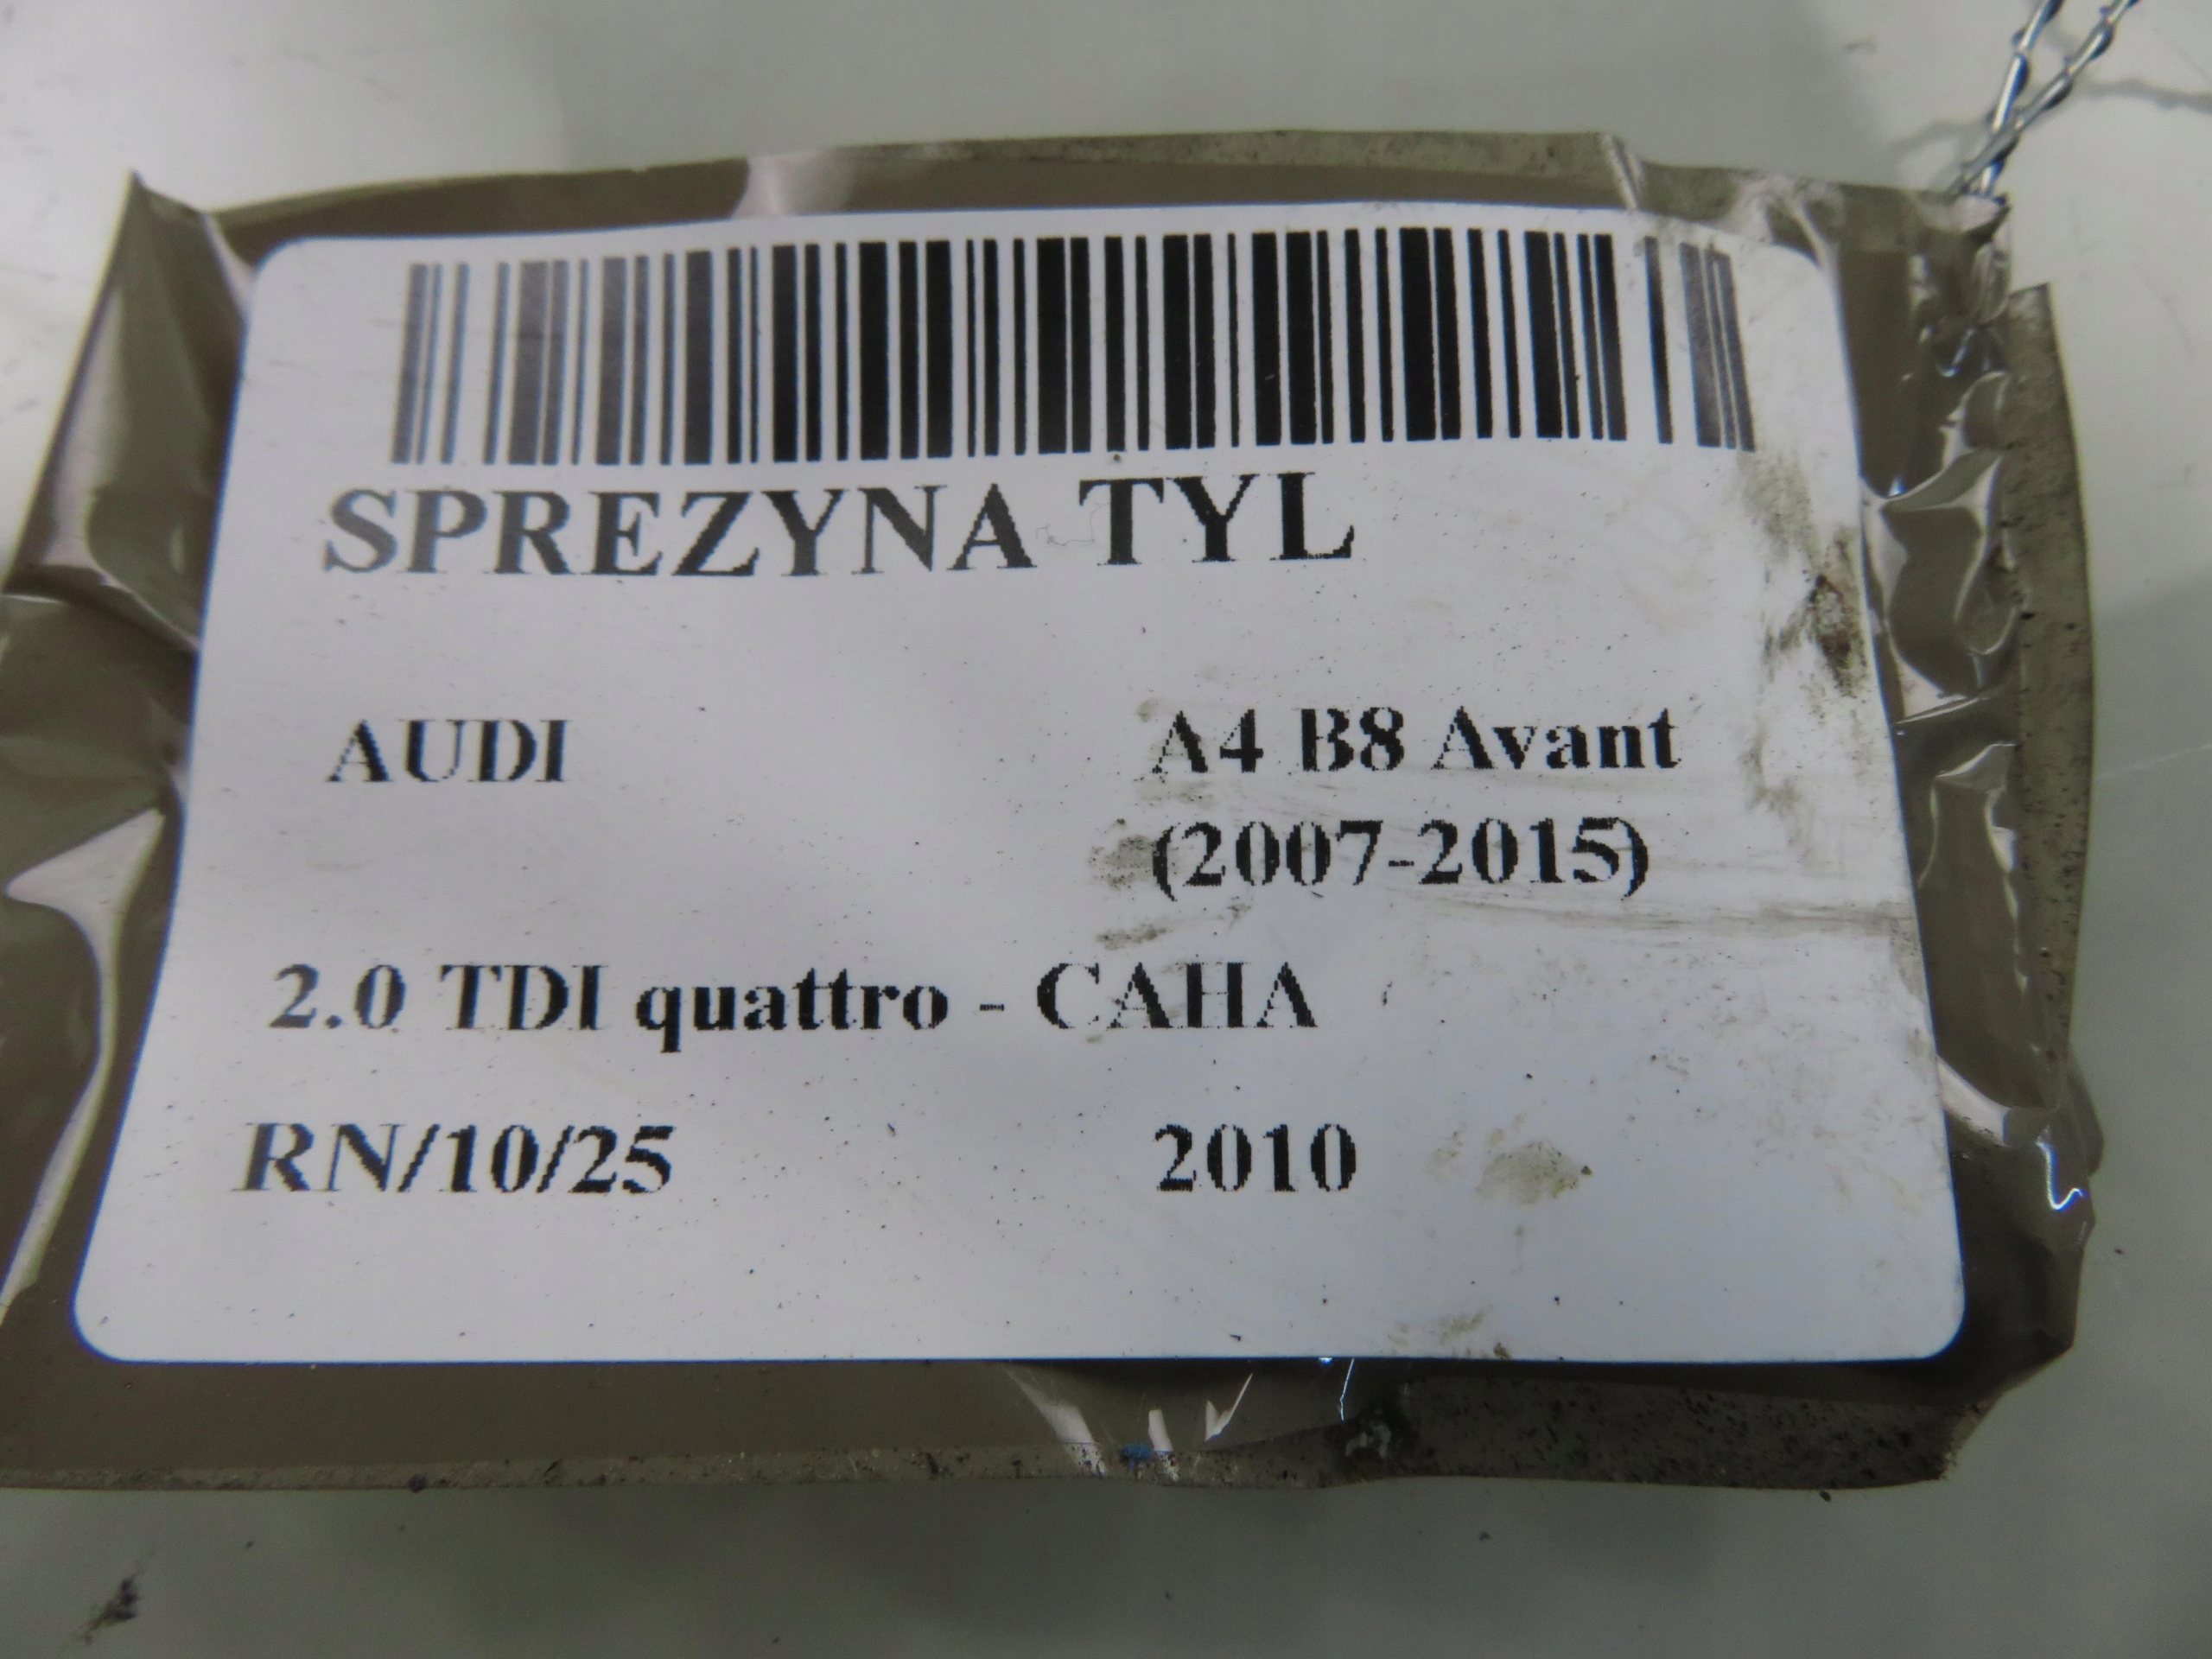 SPREZYNA TYL
AUDI
A4 B8 Avant
(2007-2015)
2.0 TDI quattro - CAHA
RN/10/25
2010